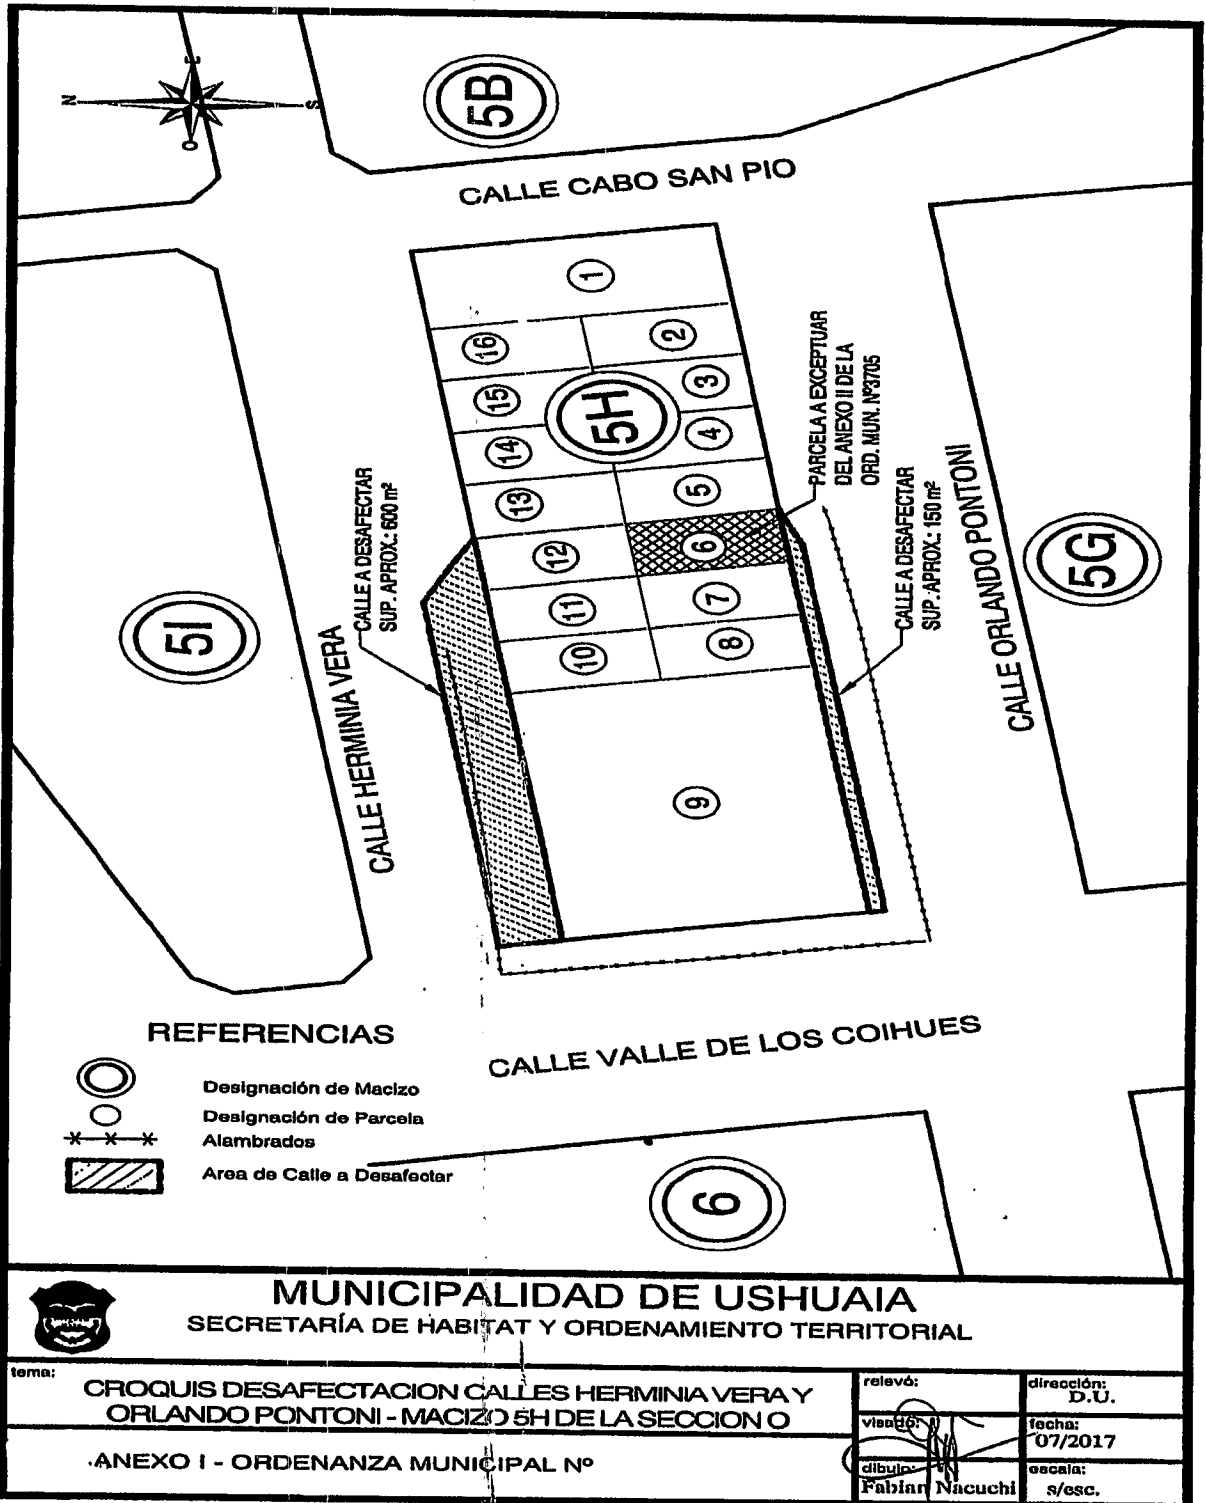 N
E
S
O
5B
CALLE CABO SAN PIO
1
16
2
15
3
5H
14
4
13
5
12
6
11
7
10
8
9
PARCELA A EXCEPTUAR
DEL ANEXO II DE LA
ORD. MUN. Nº3705
CALLE A DESAFECTAR
SUP. APROX.: 600 m²
CALLE A DESAFECTAR
SUP. APROX.: 150 m²
5I
CALLE HERMINIA VERA
CALLE ORLANDO PONTONI
5G
REFERENCIAS
Designación de Macizo
Designación de Parcela
Alambrados
Area de Calle a Desafectar
CALLE VALLE DE LOS COIHUES
6
MUNICIPALIDAD DE USHUAIA
SECRETARÍA DE HABITAT Y ORDENAMIENTO TERRITORIAL
tema:
CROQUIS DESAFECTACION CALLES HERMINIA VERA Y
ORLANDO PONTONI - MACIZO 5H DE LA SECCION O
ANEXO I - ORDENANZA MUNICIPAL Nº
relevó:
dirección:
D.U.
visado:
fecha:
07/2017
dibujo:
Fabian Nacuchi
escala:
s/esc.